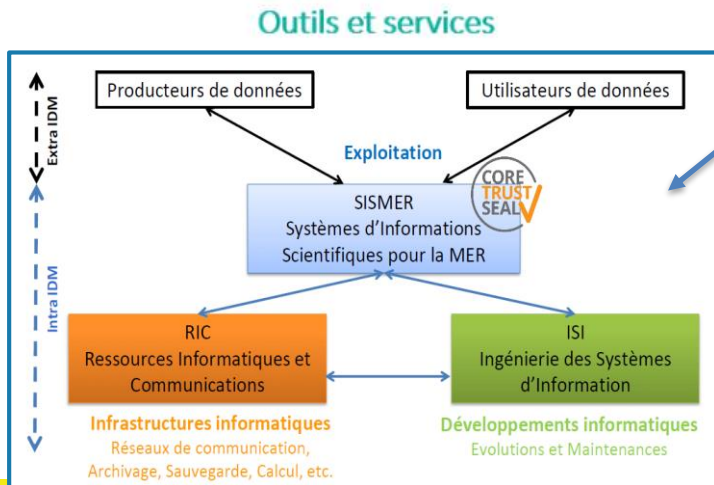 Outils et services
Extra IDM
Producteurs de données
Utilisateurs de données
Exploitation
CORE
TRUST
SEAL
SISMER
Systèmes d'Informations
Scientifiques pour la MER
Intra IDM
RIC
Ressources Informatiques et
Communications
ISI
Ingénierie des Systèmes
d'Information
Infrastructures informatiques
Réseaux de communication,
Archivage, Sauvegarde, Calcul, etc.
Développements informatiques
Evolutions et Maintenances